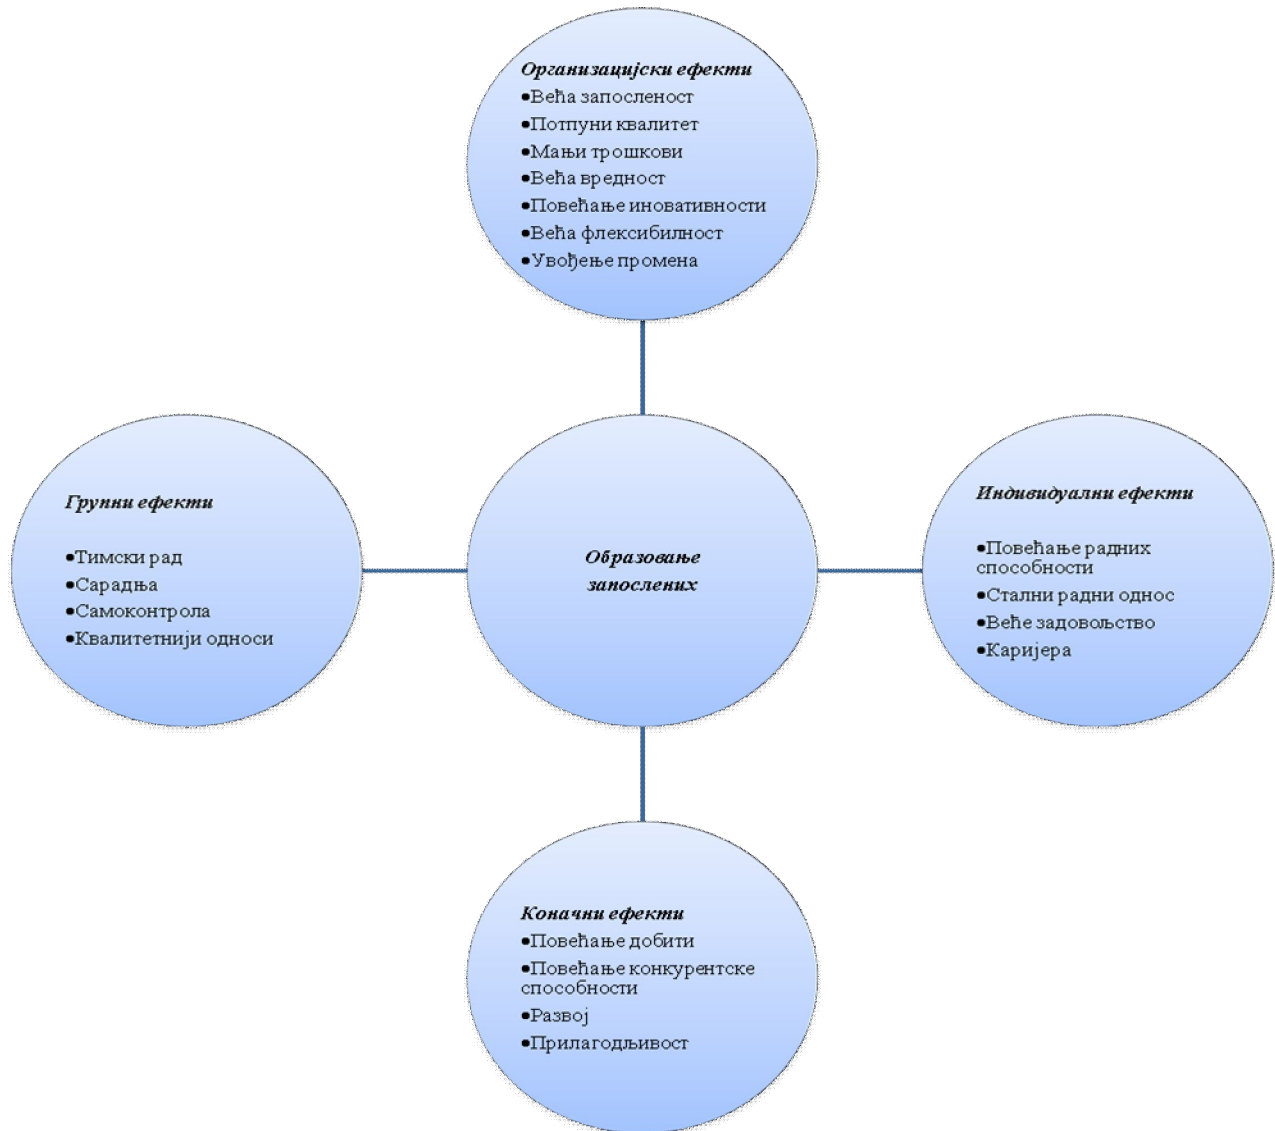 Организацијски ефекти
•Већа запосленост
•Потпуни квалитет
•Мањи трошкови
•Већа вредност
•Повећање иновативности
•Већа флексибилност
•Увођење промена
Групни ефекти
•Тимски рад
•Сарадња
•Самоконтрола
•Квалитетнији односи
Образовање
запослених
Индивидуални ефекти
•Повећање радних
способности
•Стални радни однос
•Веће задовољство
•Каријера
Коначни ефекти
•Повећање добити
•Повећање конкурентске
способности
•Развој
•Прилагодљивост